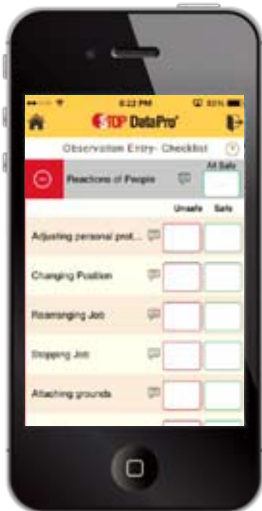 8:22 PM 93%
STOP DataPro®
Observation Entry- Checklist ?
All Safe
Reactions of People
Unsafe Safe
Adjusting personal prot...
Changing Position
Rearranging Job
Stopping Job
Attaching grounds